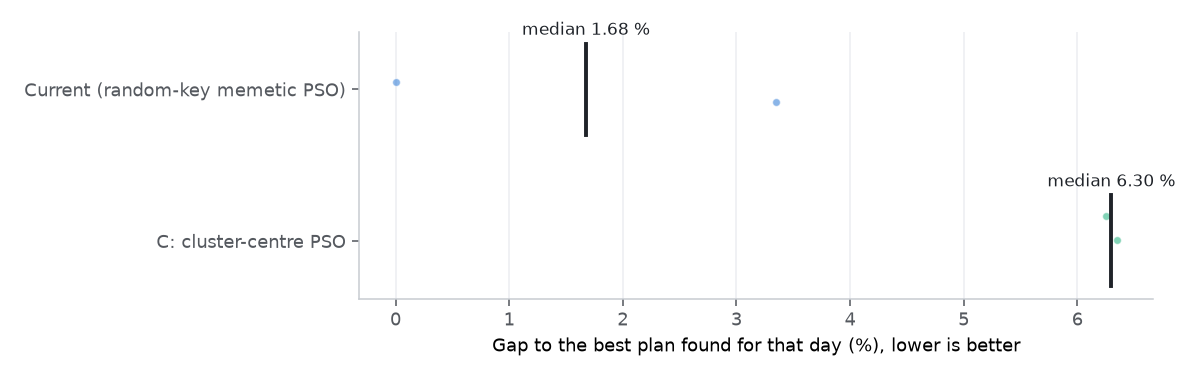 median 1.68 %
Current (random-key memetic PSO)
median 6.30 %
C: cluster-centre PSO
0 1 2 3 4 5 6
Gap to the best plan found for that day (%), lower is better